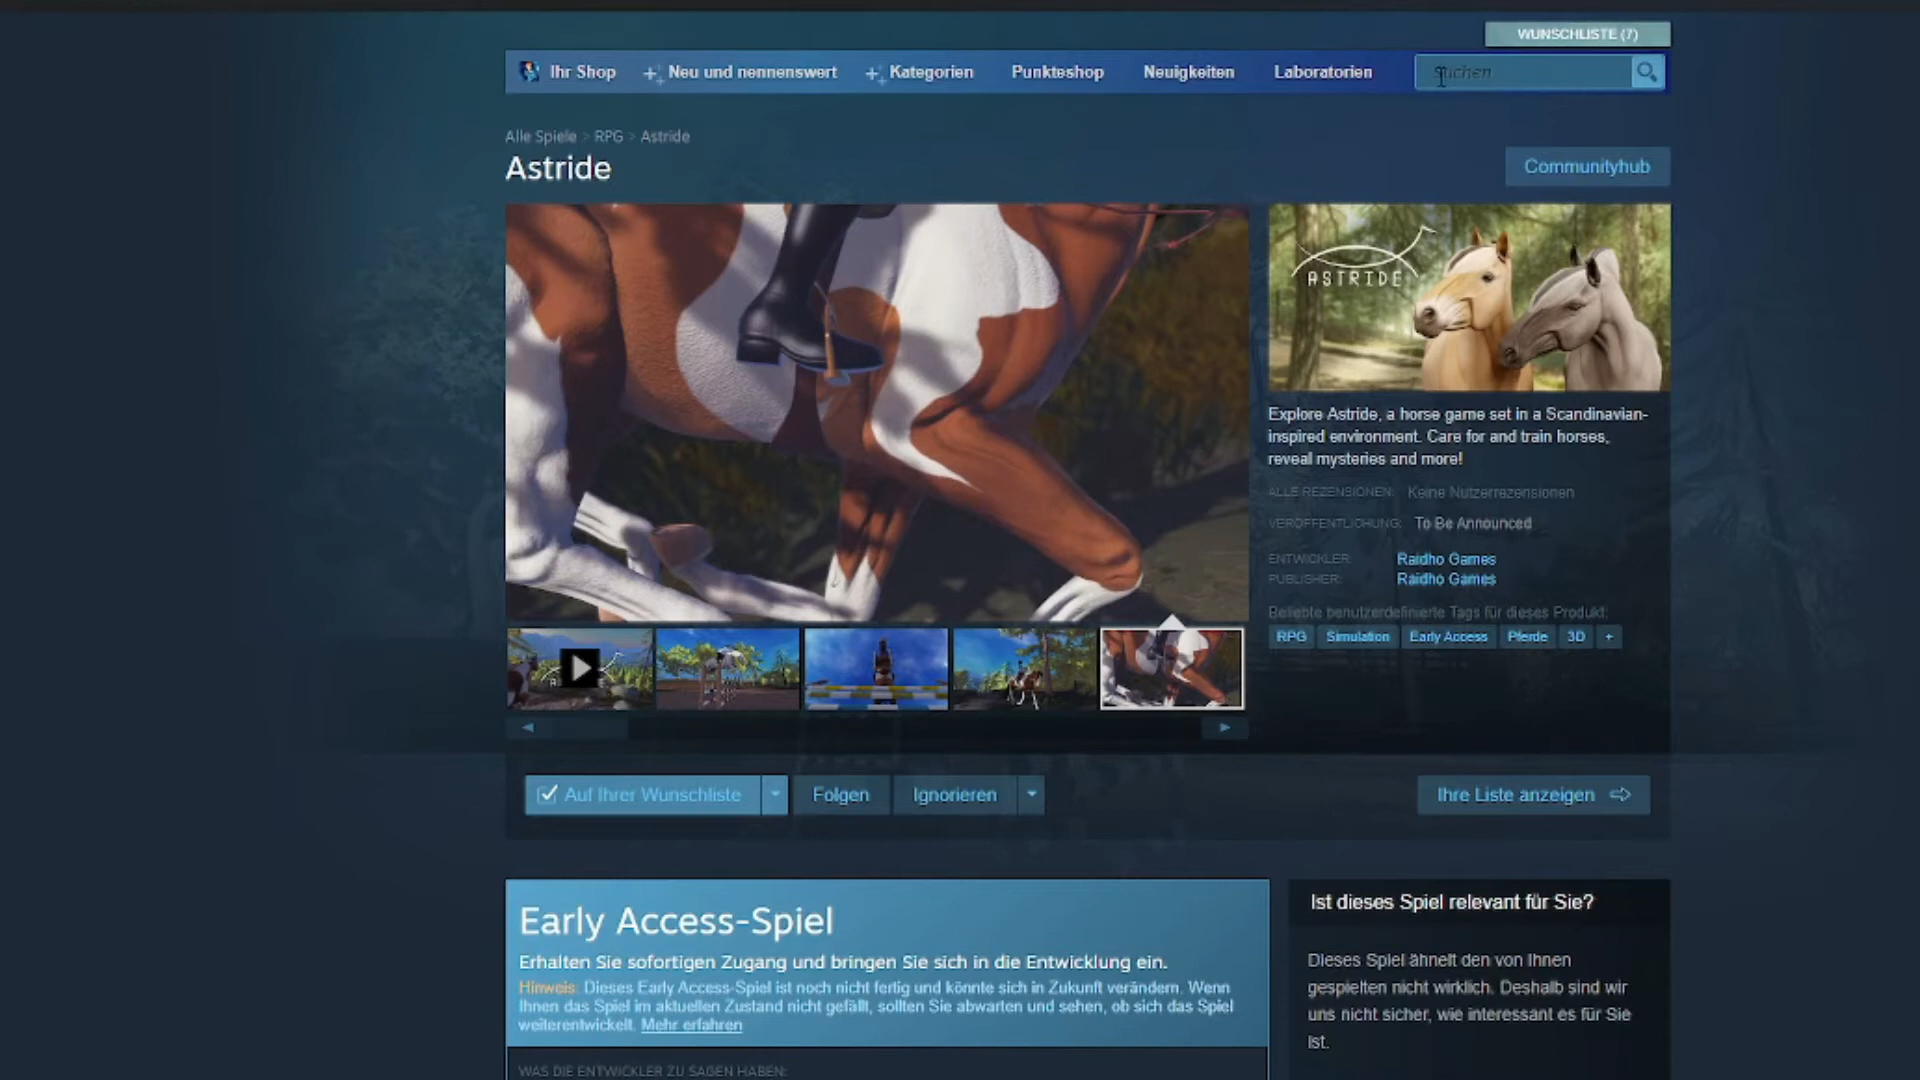 WUNSCHLISTE (7)
Ihr Shop Neu und nennenswert Kategorien Punkteshop Neuigkeiten Laboratorien Suchen
Alle Spiele > RPG > Astride
Astride
Communityhub
ASTRIDE
Explore Astride, a horse game set in a Scandinavian-
inspired environment. Care for and train horses,
reveal mysteries and more!
ALLE REZENSIONEN: Keine Nutzerrezensionen
VERÖFFENTLICHUNG: To Be Announced
ENTWICKLER: Raidho Games
PUBLISHER: Raidho Games
Beliebte benutzerdefinierte Tags für dieses Produkt:
RPG Simulation Early Access Pferde 3D +
Auf Ihrer Wunschliste Folgen Ignorieren Ihre Liste anzeigen
Early Access-Spiel
Erhalten Sie sofortigen Zugang und bringen Sie sich in die Entwicklung ein.
Hinweis: Dieses Early Access-Spiel ist noch nicht fertig und könnte sich in Zukunft verändern. Wenn
Ihnen das Spiel im aktuellen Zustand nicht gefällt, sollten Sie abwarten und sehen, ob sich das Spiel
weiterentwickelt. Mehr erfahren
WAS DIE ENTWICKLER ZU SAGEN HABEN:
Ist dieses Spiel relevant für Sie?
Dieses Spiel ähnelt den von Ihnen
gespielten nicht wirklich. Deshalb sind wir
uns nicht sicher, wie interessant es für Sie
ist.